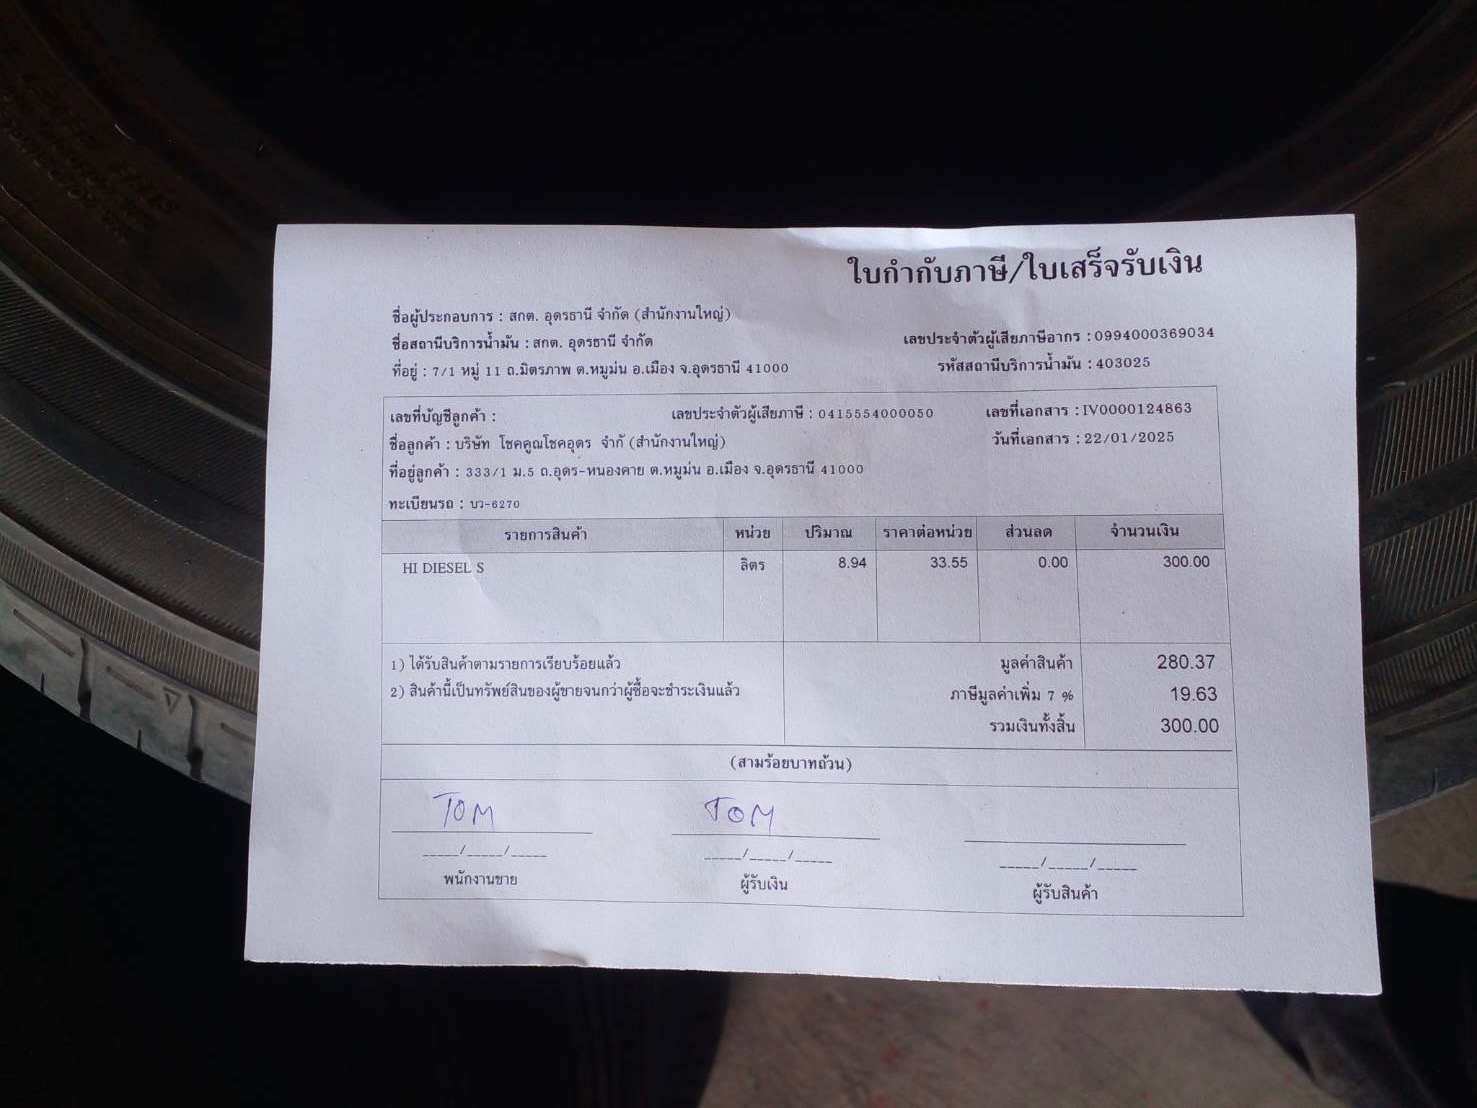 ใบกำกับภาษี/ใบเสร็จรับเงิน
ชื่อผู้ประกอบการ : สกต. อุดรธานี จำกัด (สำนักงานใหญ่)
ชื่อสถานีบริการน้ำมัน : สกต. อุดรธานี จำกัด เลขประจำตัวผู้เสียภาษีอากร : 0994000369034
ที่อยู่ : 7/1 หมู่ 11 ถ.มิตรภาพ ต.หมูม่น อ.เมือง จ.อุดรธานี 41000 รหัสสถานีบริการน้ำมัน : 403025
เลขที่บัญชีลูกค้า : เลขประจำตัวผู้เสียภาษี : 0415554000050 เลขที่เอกสาร : IV0000124863
ชื่อลูกค้า : บริษัท โชคคูณโชคอุดร จำกั (สำนักงานใหญ่) วันที่เอกสาร : 22/01/2025
ที่อยู่ลูกค้า : 333/1 ม.5 ถ.อุดร-หนองคาย ต.หมูม่น อ.เมือง จ.อุดรธานี 41000
ทะเบียนรถ : บว-6270
รายการสินค้า หน่วย ปริมาณ ราคาต่อหน่วย ส่วนลด จำนวนเงิน
HI DIESEL S ลิตร 8.94 33.55 0.00 300.00
1) ได้รับสินค้าตามรายการเรียบร้อยแล้ว มูลค่าสินค้า 280.37
2) สินค้านี้เป็นทรัพย์สินของผู้ขายจนกว่าผู้ซื้อจะชำระเงินแล้ว ภาษีมูลค่าเพิ่ม 7 % 19.63
รวมเงินทั้งสิ้น 300.00
(สามร้อยบาทถ้วน)
TOM TOM
_____/_____/_____ _____/_____/_____ _____/_____/_____
พนักงานขาย ผู้รับเงิน ผู้รับสินค้า